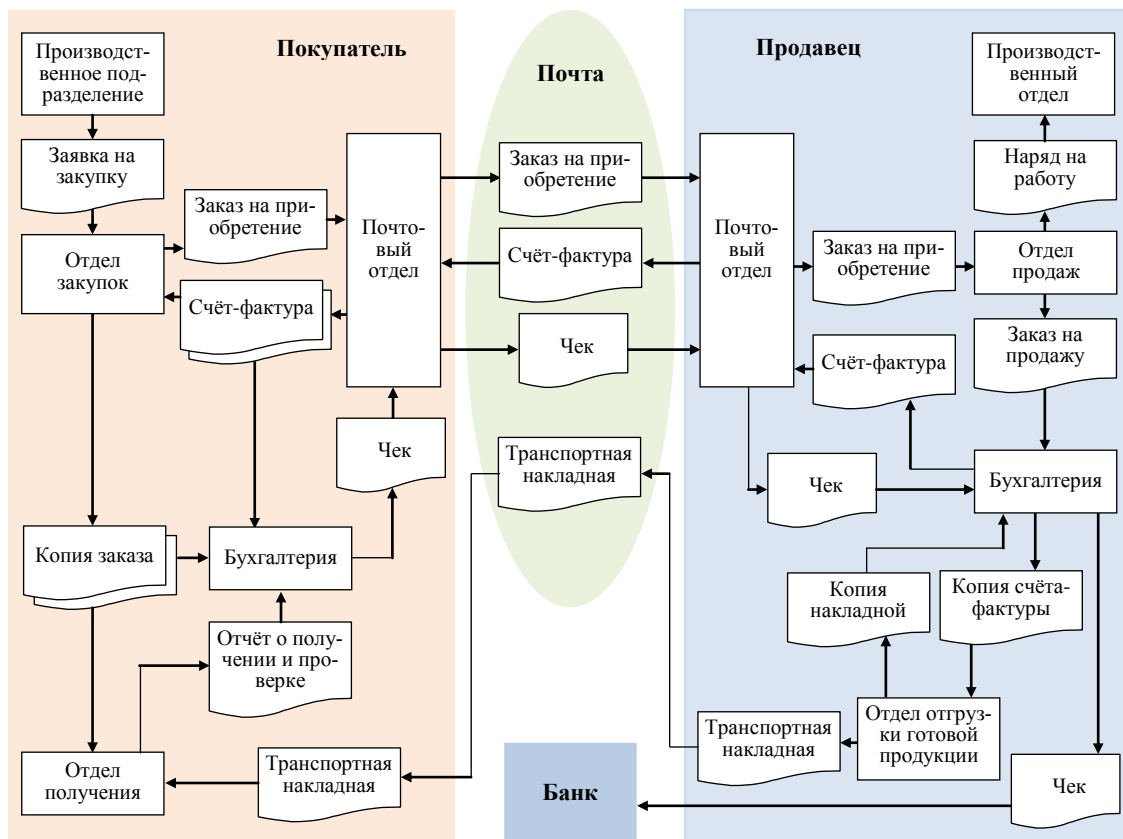 Покупатель
Производст-
венное под-
разделение
Заявка на
закупку
Отдел
закупок
Заказ на при-
обретение
Счёт-фактура
Почто-
вый
отдел
Чек
Копия заказа
Бухгалтерия
Отчёт о полу-
чении и про-
верке
Отдел
получения
Транспортная
накладная
Почта
Заказ на при-
обретение
Счёт-фактура
Чек
Транспортная
накладная
Банк
Продавец
Производст-
венный
отдел
Наряд на
работу
Почто-
вый
отдел
Заказ на при-
обретение
Отдел
продаж
Счёт-фактура
Заказ на
продажу
Чек
Бухгалтерия
Копия
накладной
Копия счёта-
фактуры
Транспортная
накладная
Отдел отгруз-
ки готовой
продукции
Чек